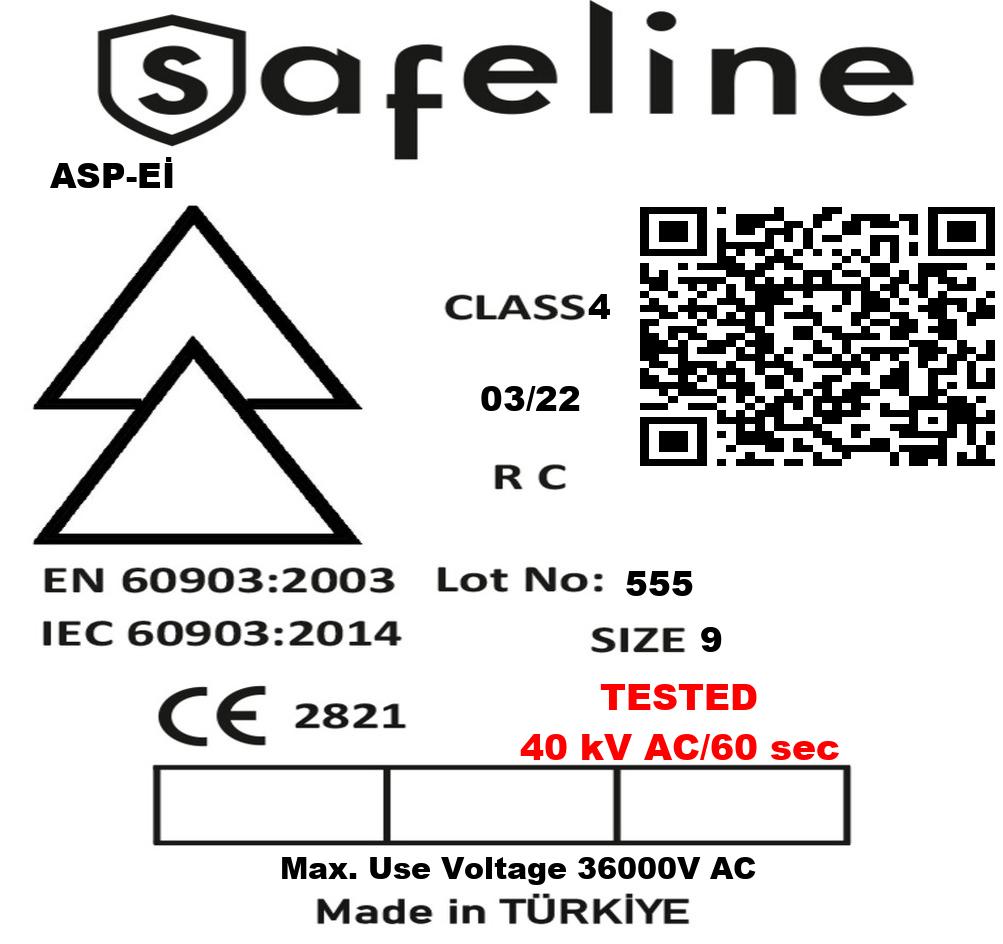 Safeline
ASP-Eİ
CLASS4
03/22
R C
EN 60903:2003
Lot No: 555
IEC 60903:2014
SIZE 9
CE 2821
TESTED
40 kV AC/60 sec
Max. Use Voltage 36000V AC
Made in TÜRKİYE